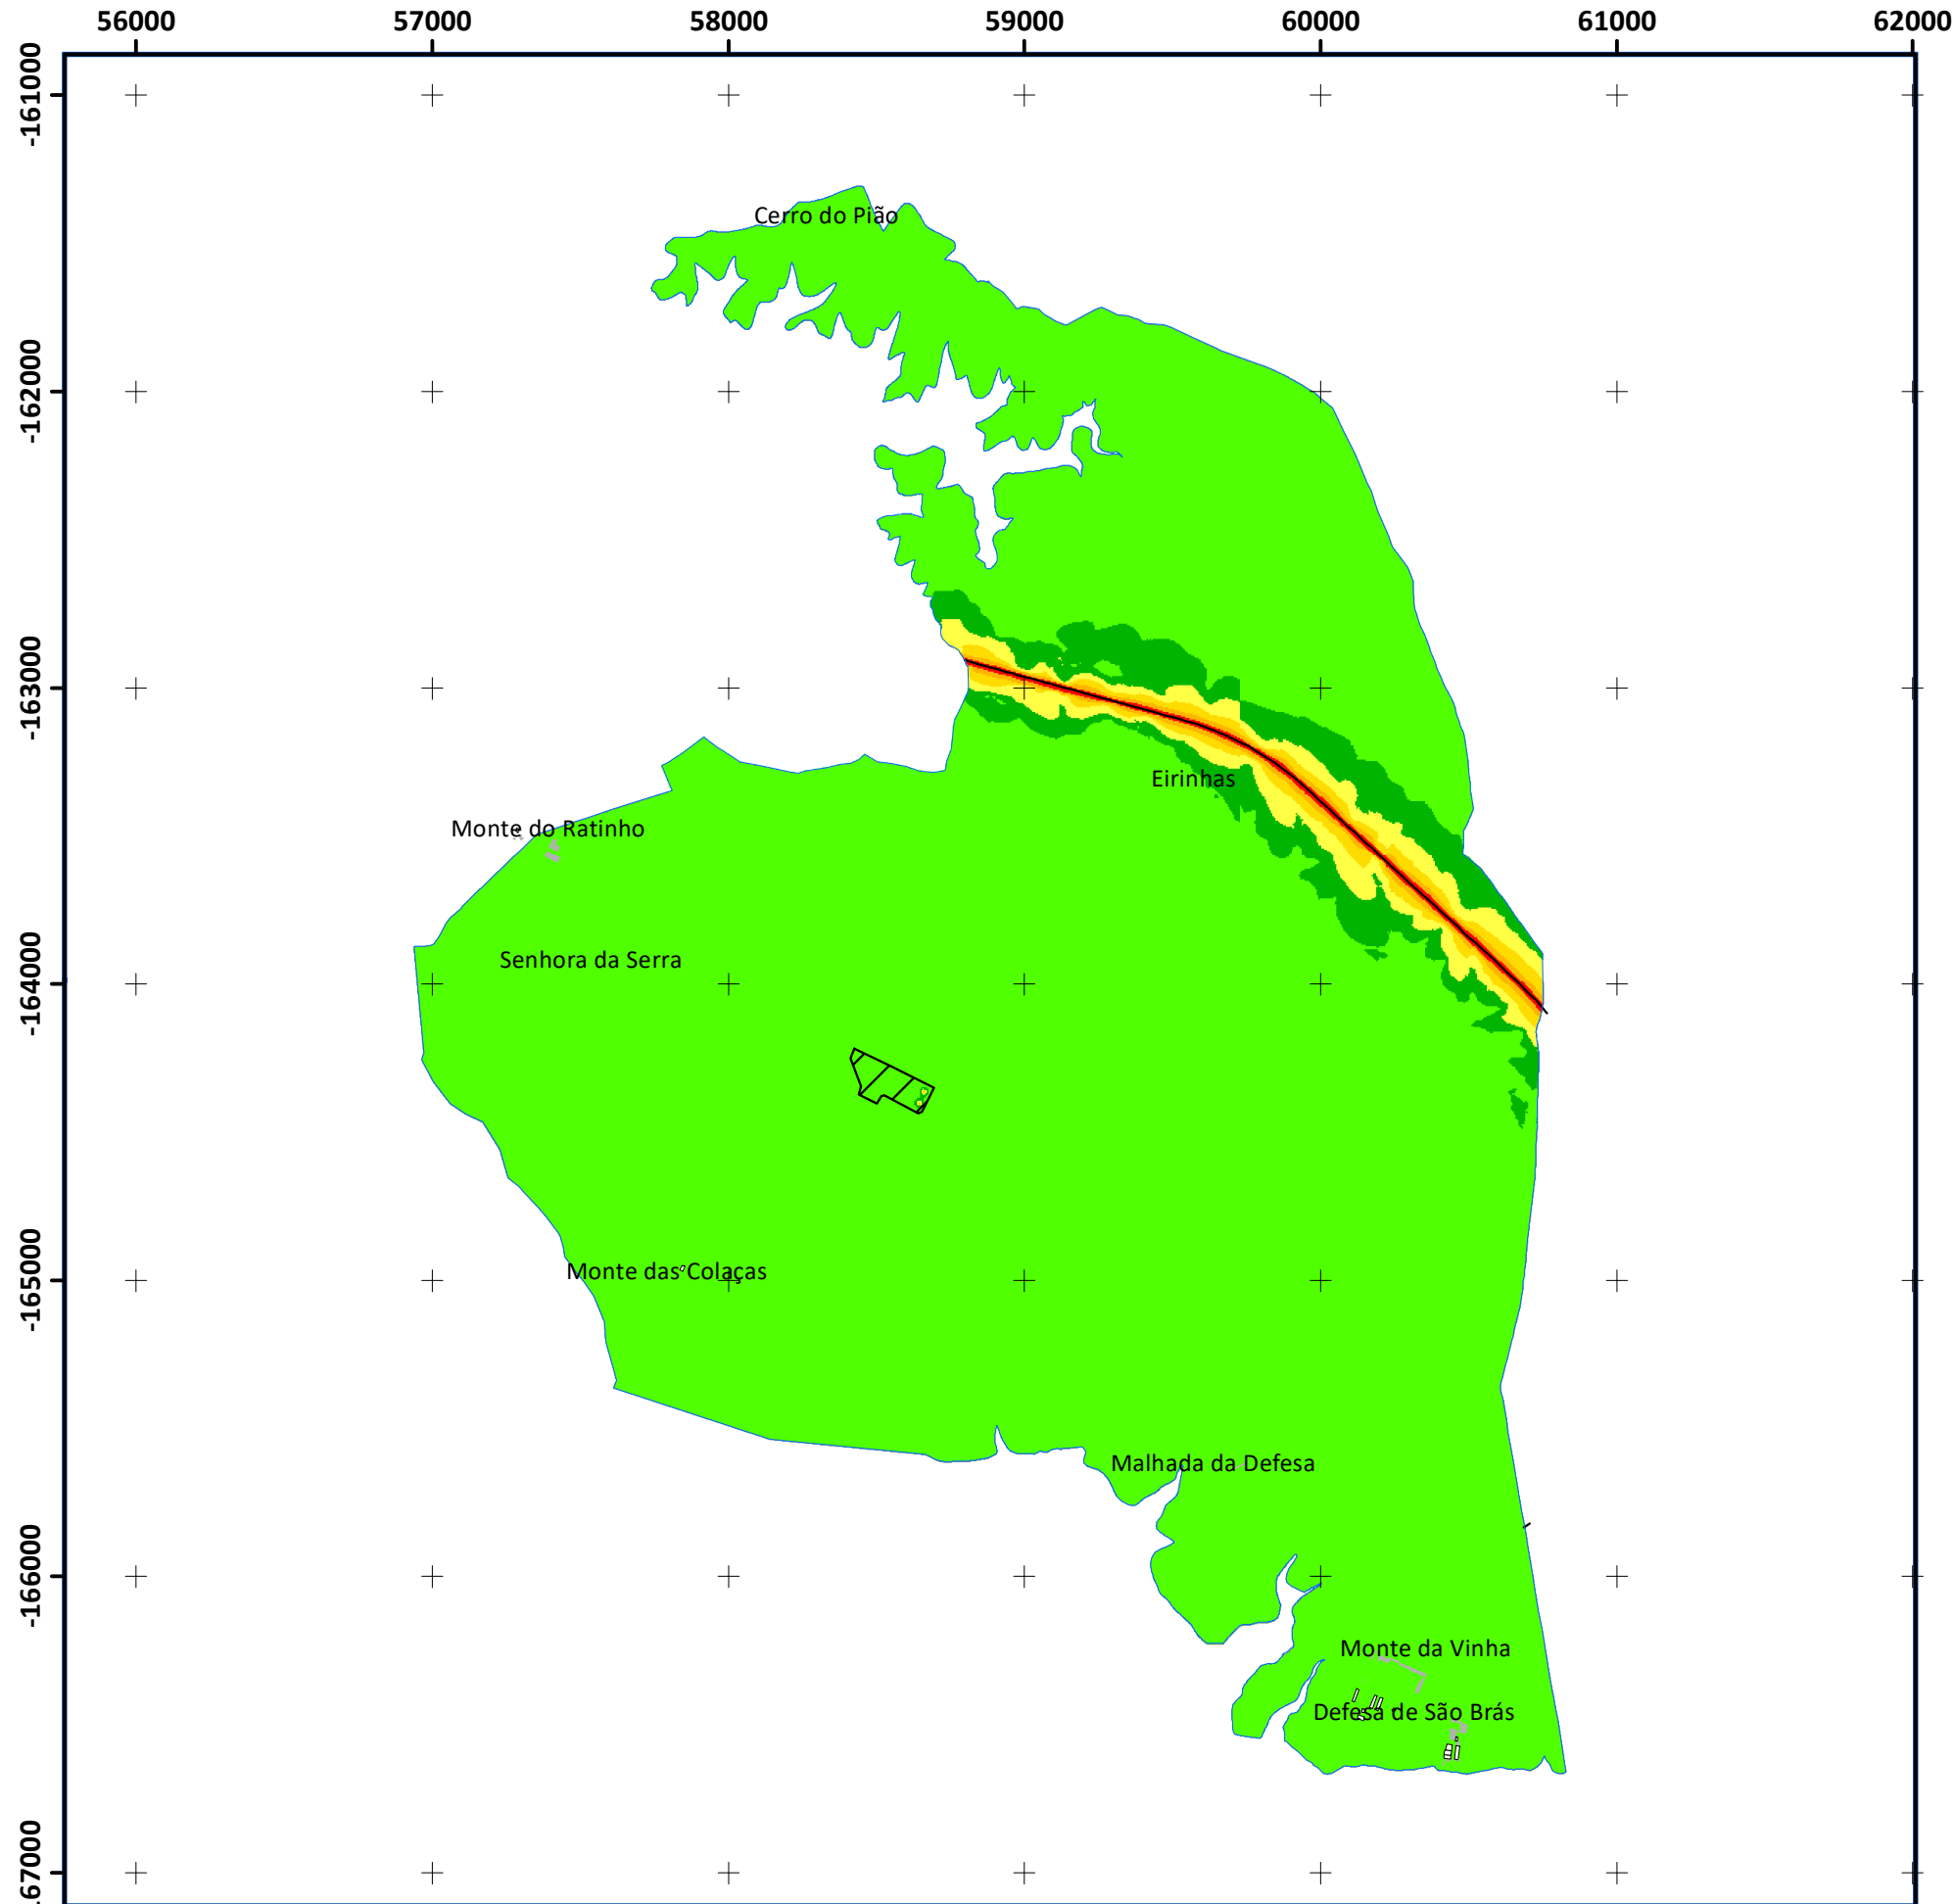 56000 57000 58000 59000 60000 61000 62000
-161000
Cerro do Pião
-162000
-163000
Eirinhas
Monte do Ratinho
Senhora da Serra
-164000
Monte das Colaças
-165000
Malhada da Defesa
-166000
Monte da Vinha
Defesa de São Brás
67000